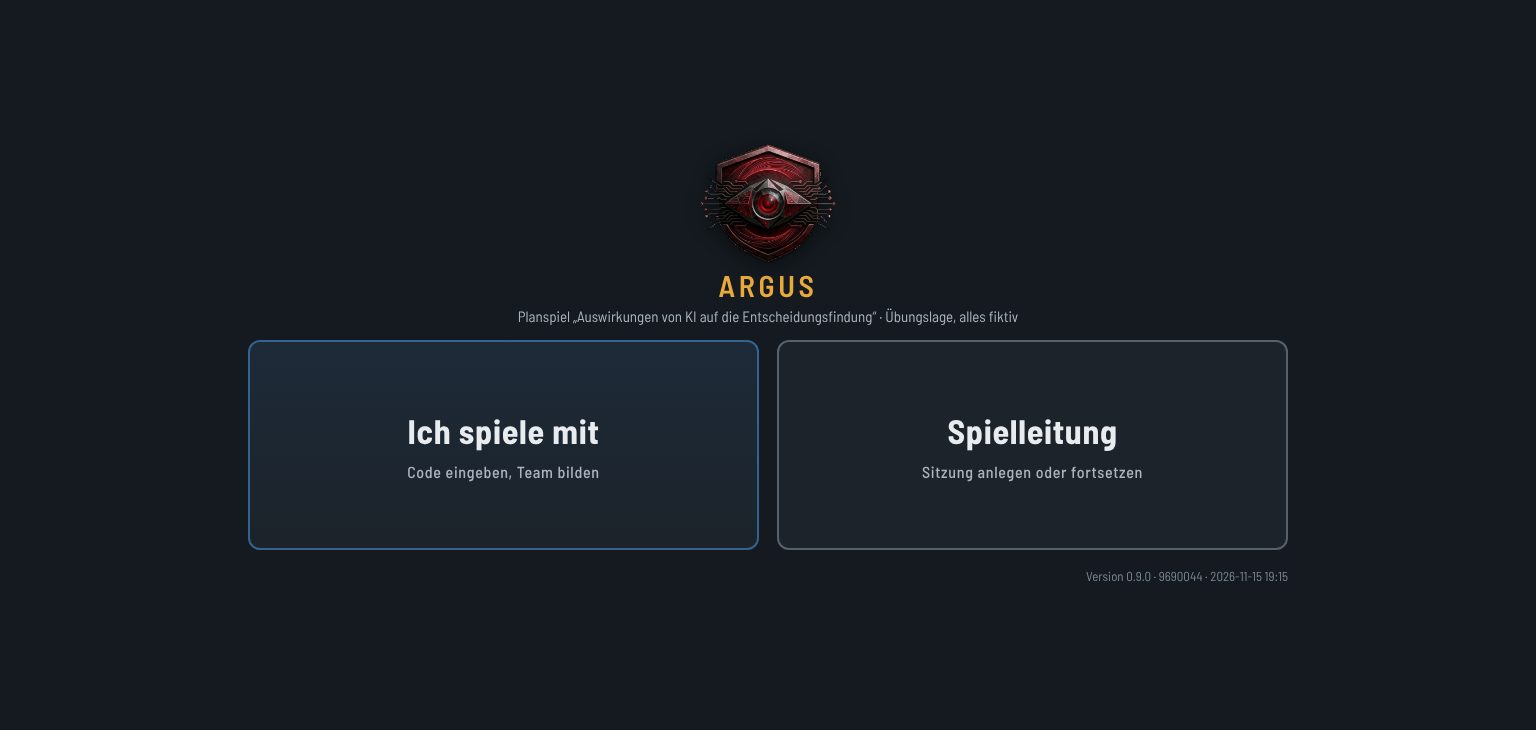 ARGUS
Planspiel „Auswirkungen von KI auf die Entscheidungsfindung“ · Übungslage, alles fiktiv
Ich spiele mit
Code eingeben, Team bilden
Spielleitung
Sitzung anlegen oder fortsetzen
Version 0.9.0 · 9690044 · 2026-11-15 19:15